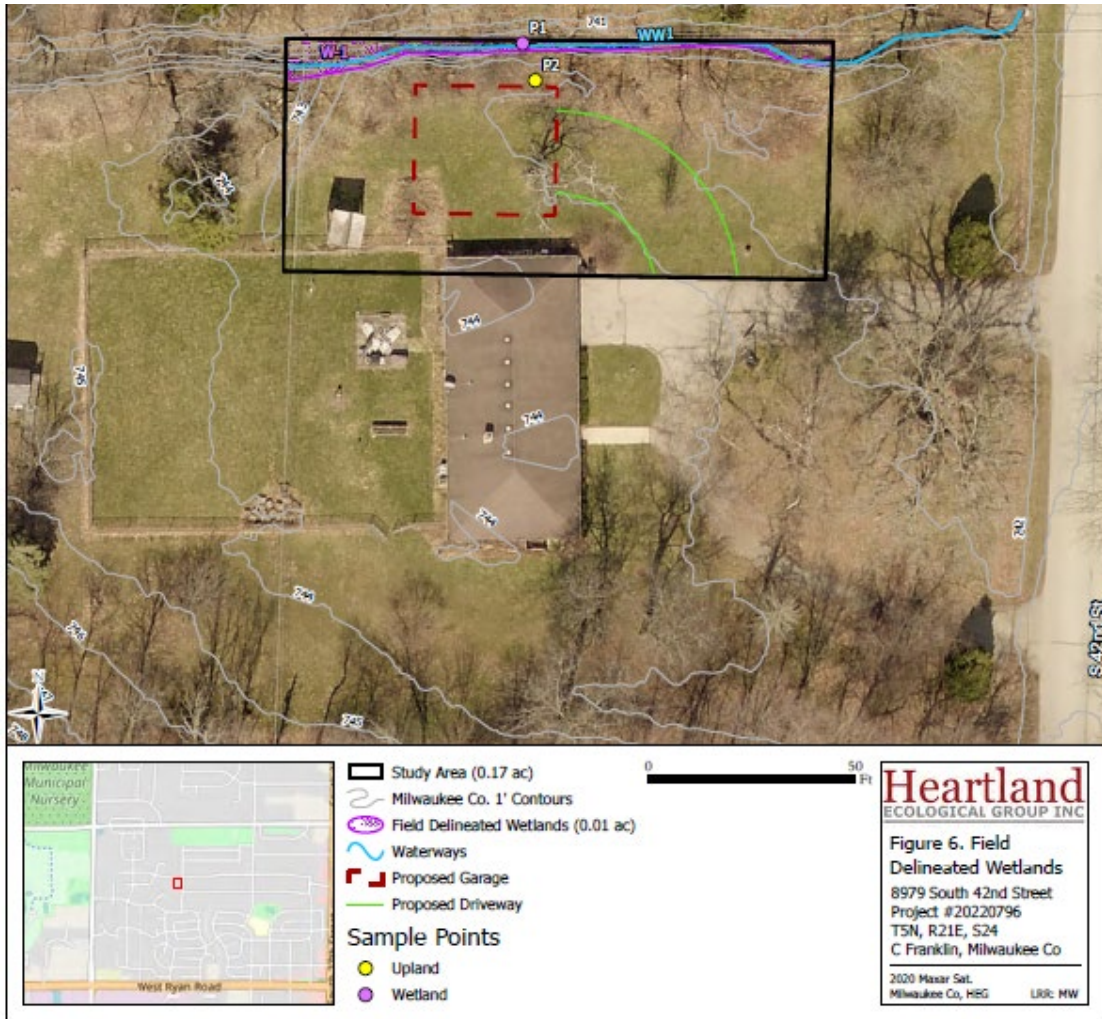 741
P1
WW1
W-1
P2
743
744
744
745
744
744
742
744
746
745
S 42nd St
Milwaukee
Municipal
Nursery
West Ryan Road
Study Area (0.17 ac)
Milwaukee Co. 1' Contours
Field Delineated Wetlands (0.01 ac)
Waterways
Proposed Garage
Proposed Driveway
Sample Points
Upland
Wetland
0 50
Ft
Heartland
ECOLOGICAL GROUP INC
Figure 6. Field
Delineated Wetlands
8979 South 42nd Street
Project #20220796
T5N, R21E, S24
C Franklin, Milwaukee Co
2020 Maxar Sat.
Milwaukee Co, HEG LRR: MW